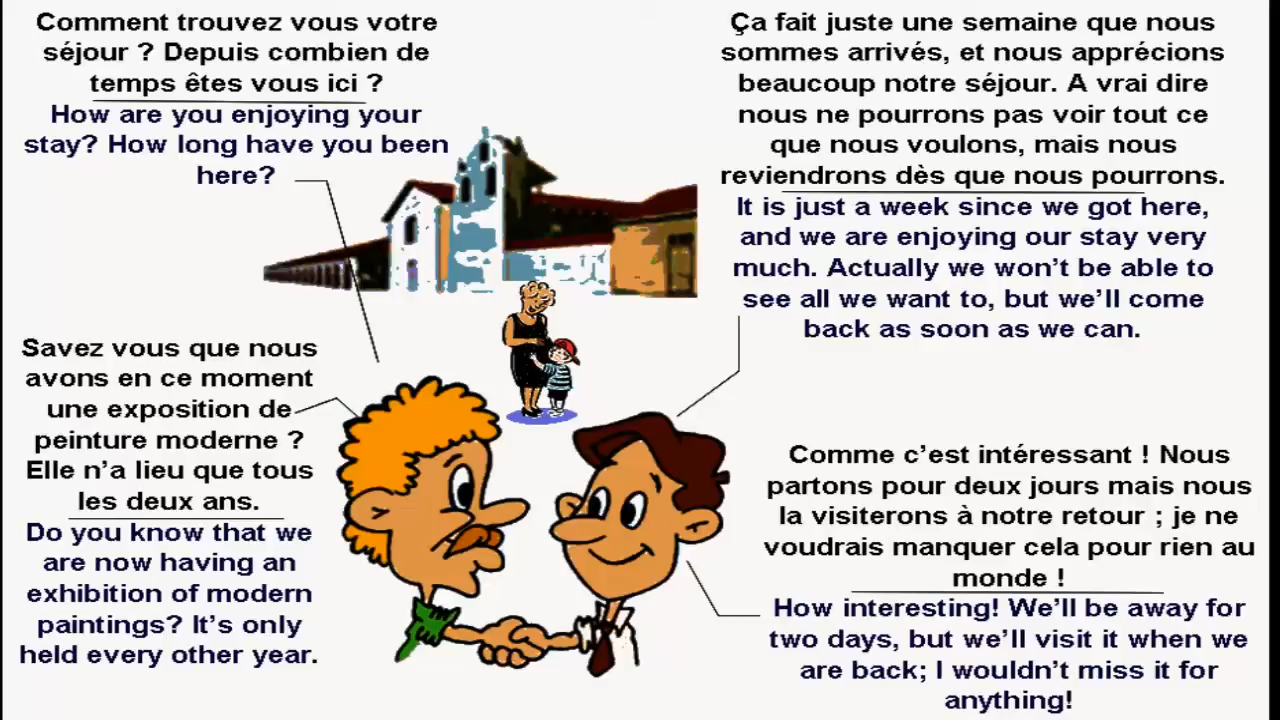 Comment trouvez vous votre
séjour ? Depuis combien de
temps êtes vous ici ?
How are you enjoying your
stay? How long have you been
here?
Ça fait juste une semaine que nous
sommes arrivés, et nous apprécions
beaucoup notre séjour. A vrai dire
nous ne pourrons pas voir tout ce
que nous voulons, mais nous
reviendrons dès que nous pourrons.
It is just a week since we got here,
and we are enjoying our stay very
much. Actually we won’t be able to
see all we want to, but we’ll come
back as soon as we can.
Savez vous que nous
avons en ce moment
une exposition de
peinture moderne ?
Elle n’a lieu que tous
les deux ans.
Do you know that we
are now having an
exhibition of modern
paintings? It’s only
held every other year.
Comme c’est intéressant ! Nous
partons pour deux jours mais nous
la visiterons à notre retour ; je ne
voudrais manquer cela pour rien au
monde !
How interesting! We’ll be away for
two days, but we’ll visit it when we
are back; I wouldn’t miss it for
anything!